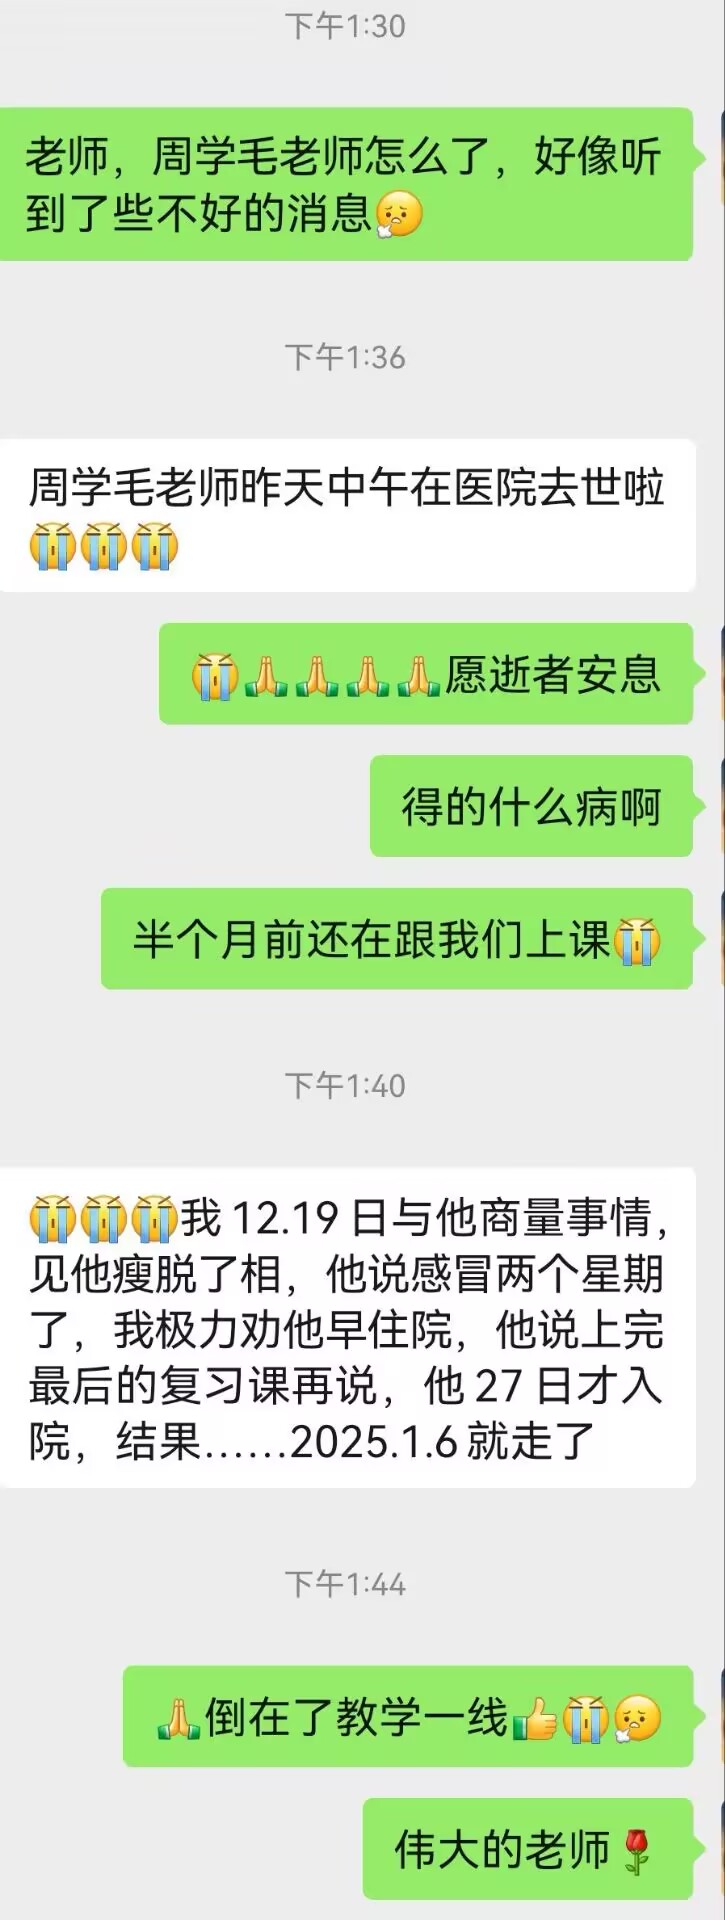 下午1:30
老师，周学毛老师怎么了，好像听
到了些不好的消息😮‍💨
下午1:36
周学毛老师昨天中午在医院去世啦
😭😭😭
😭🙏🙏🙏🙏愿逝者安息
得的什么病啊
半个月前还在跟我们上课😭
下午1:40
😭😭😭我 12.19 日与他商量事情，
见他瘦脱了相，他说感冒两个星期
了，我极力劝他早住院，他说上完
最后的复习课再说，他 27 日才入
院，结果……2025.1.6 就走了
下午1:44
🙏倒在了教学一线👍😭😮‍💨
伟大的老师🌹